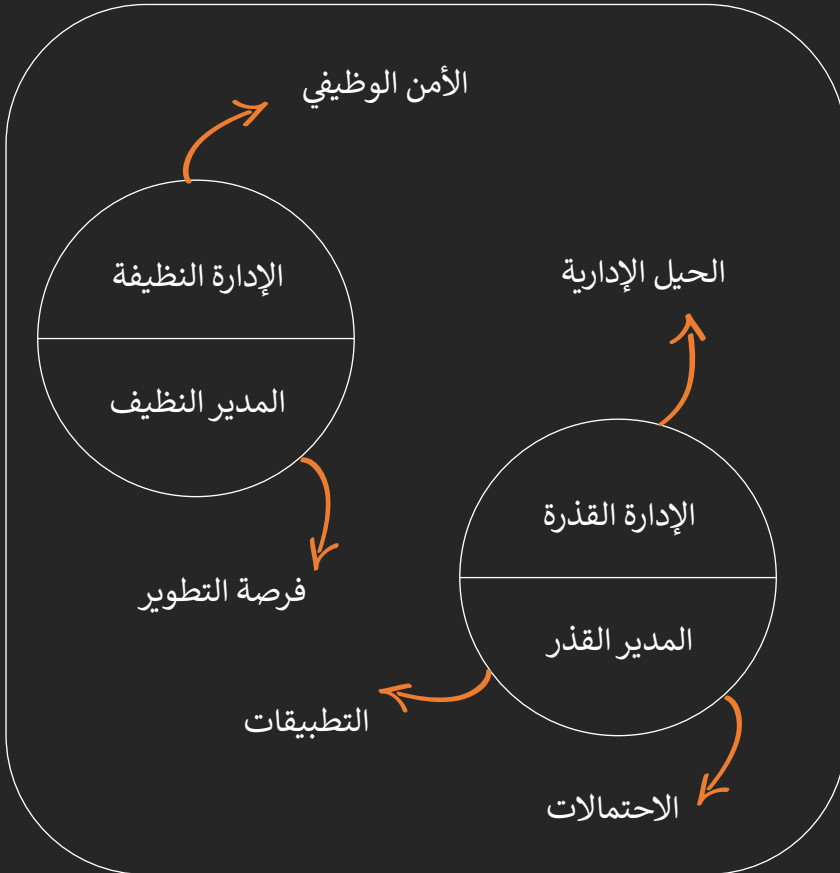 الأمن الوظيفي
الإدارة النظيفة
الحيل الإدارية
المدير النظيف
الإدارة القذرة
فرصة التطوير
المدير القذر
التطبيقات
الاحتمالات